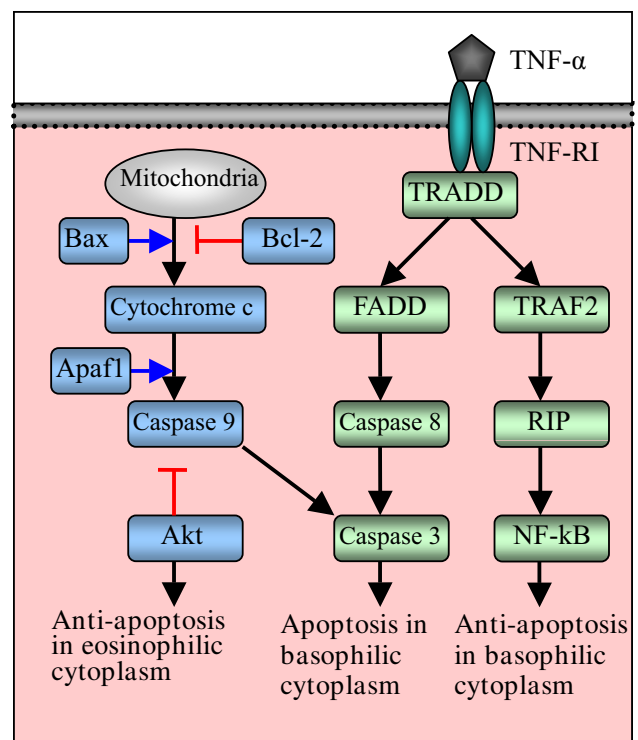 TNF-α
TNF-RI
Mitochondria
TRADD
Bax
Bcl-2
Cytochrome c
FADD
TRAF2
Apaf1
Caspase 9
Caspase 8
RIP
Akt
Caspase 3
NF-kB
Anti-apoptosis
in eosinophilic
cytoplasm
Apoptosis in
basophilic
cytoplasm
Anti-apoptosis
in basophilic
cytoplasm